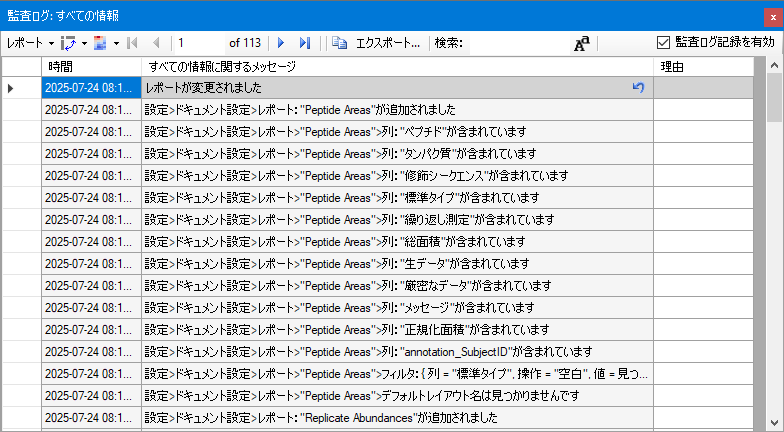 監査ログ: すべての情報
レポート 1 of 113 エクスポート... 検索: Aa 監査ログ記録を有効
時間 すべての情報に関するメッセージ 理由
2025-07-24 08:1... レポートが変更されました
2025-07-24 08:1... 設定>ドキュメント設定>レポート: "Peptide Areas"が追加されました
2025-07-24 08:1... 設定>ドキュメント設定>レポート>"Peptide Areas">列: "ペプチド"が含まれています
2025-07-24 08:1... 設定>ドキュメント設定>レポート>"Peptide Areas">列: "タンパク質"が含まれています
2025-07-24 08:1... 設定>ドキュメント設定>レポート>"Peptide Areas">列: "修飾シークエンス"が含まれています
2025-07-24 08:1... 設定>ドキュメント設定>レポート>"Peptide Areas">列: "標準タイプ"が含まれています
2025-07-24 08:1... 設定>ドキュメント設定>レポート>"Peptide Areas">列: "繰り返し測定"が含まれています
2025-07-24 08:1... 設定>ドキュメント設定>レポート>"Peptide Areas">列: "総面積"が含まれています
2025-07-24 08:1... 設定>ドキュメント設定>レポート>"Peptide Areas">列: "生データ"が含まれています
2025-07-24 08:1... 設定>ドキュメント設定>レポート>"Peptide Areas">列: "厳密なデータ"が含まれています
2025-07-24 08:1... 設定>ドキュメント設定>レポート>"Peptide Areas">列: "メッセージ"が含まれています
2025-07-24 08:1... 設定>ドキュメント設定>レポート>"Peptide Areas">列: "正規化面積"が含まれています
2025-07-24 08:1... 設定>ドキュメント設定>レポート>"Peptide Areas">列: "annotation_SubjectID"が含まれています
2025-07-24 08:1... 設定>ドキュメント設定>レポート>"Peptide Areas">フィルタ: { 列 = "標準タイプ", 操作 = "空白", 値 = 見つ...
2025-07-24 08:1... 設定>ドキュメント設定>レポート>"Peptide Areas">デフォルトレイアウト名は見つかりませんです
2025-07-24 08:1... 設定>ドキュメント設定>レポート: "Replicate Abundances"が追加されました